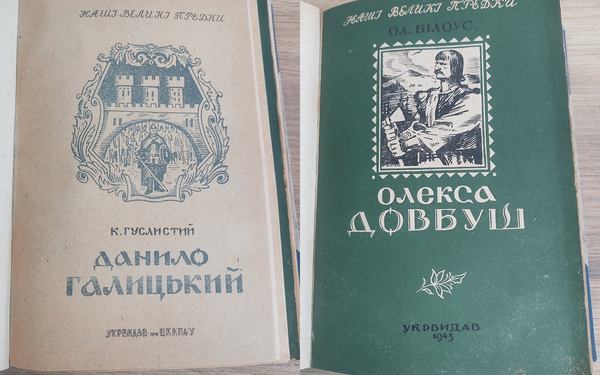 НАШІ ВЕЛИКІ ПРЕДКИ
К. ГУСЛИСТИЙ
ДАНИЛО
ГАЛИЦЬКИЙ
УКРВИДАВ при ЦК КП/б/У
НАШІ ВЕЛИКІ ПРЕДКИ
ОЛ. БІЛОУС
ОЛЕКСА
ДОВБУШ
УКРВИДАВ
1945